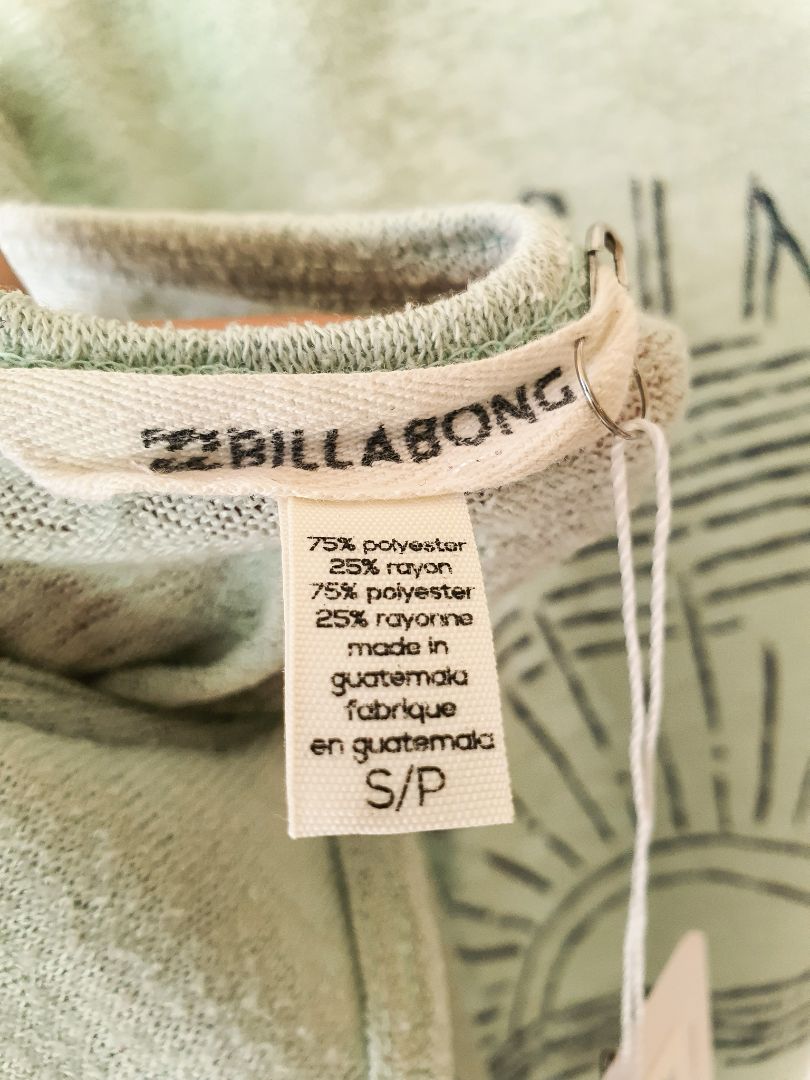 BILLABONG
75% polyester
25% rayon
75% polyester
25% rayonne
made in
guatemala
fabrique
en guatemala
S/P